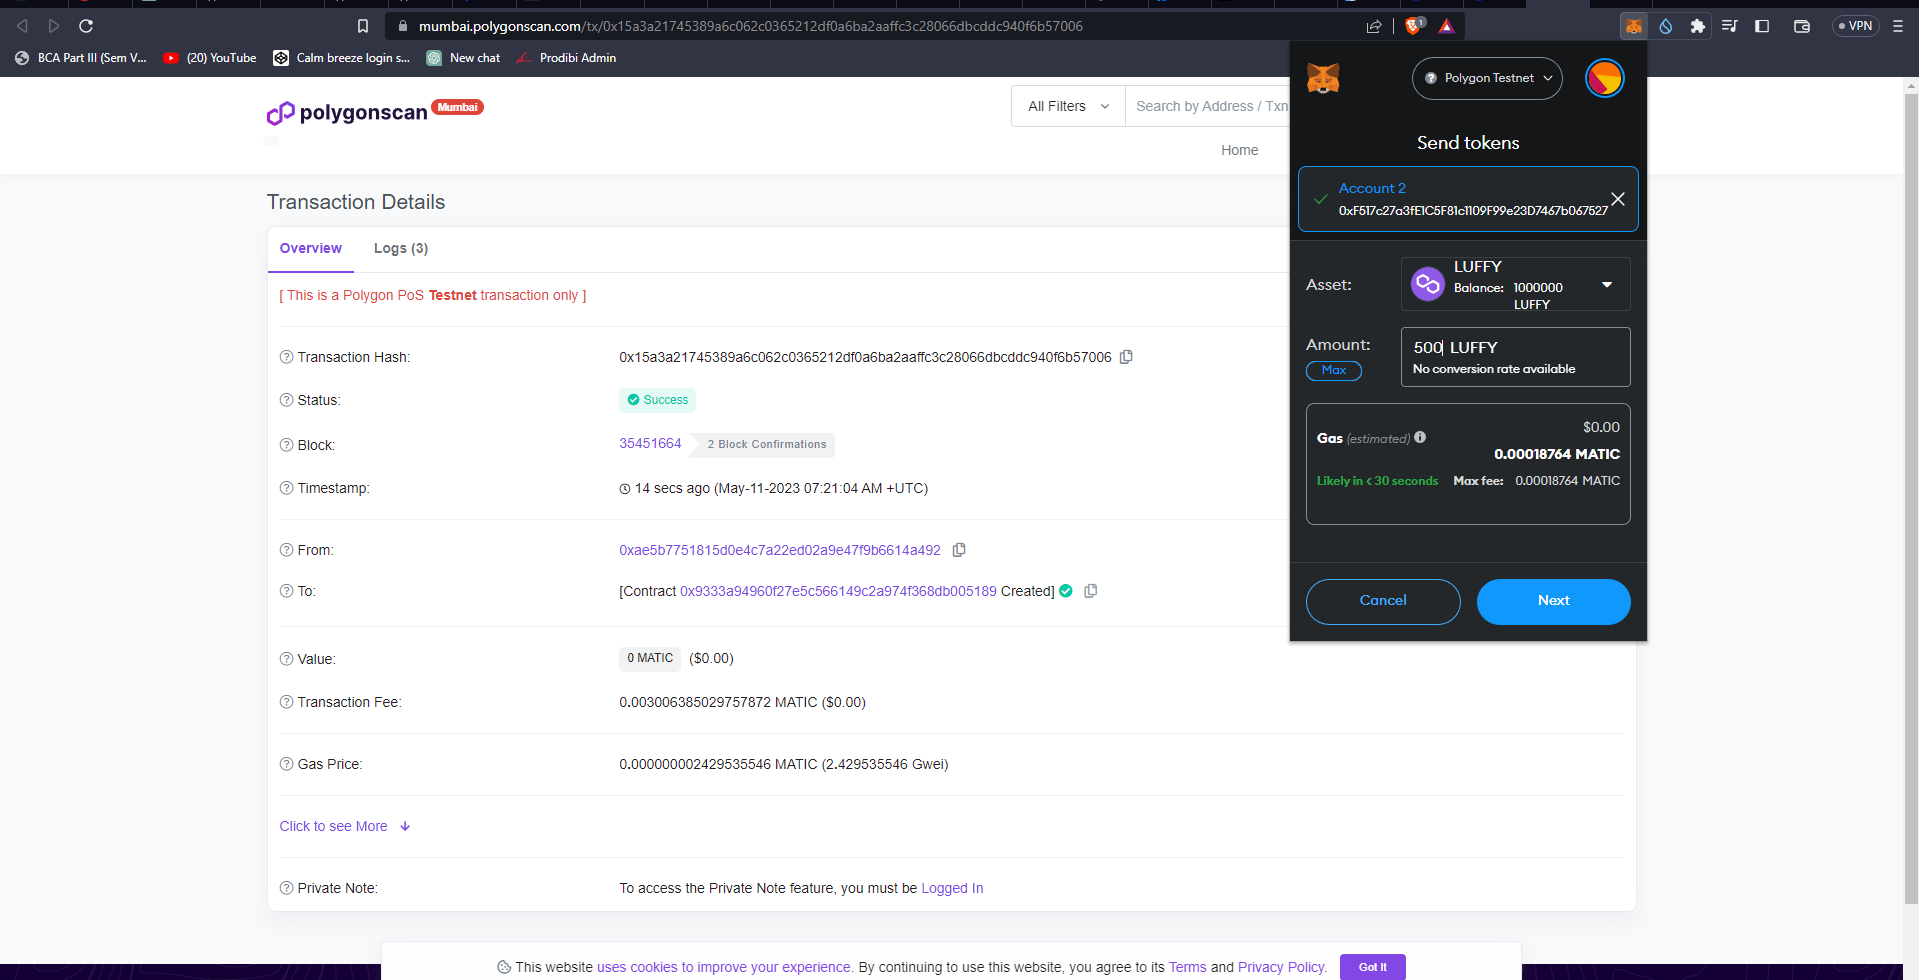 mumbai.polygonscan.com/tx/0x15a3a21745389a6c062c0365212df0a6ba2aaffc3c28066dbcddc940f6b57006
1
VPN
BCA Part III (Sem V...
(20) YouTube
Calm breeze login s...
New chat
Prodibi Admin
polygonscan Mumbai
All Filters
Search by Address / Txn
Home
Transaction Details
Overview
Logs (3)
[ This is a Polygon PoS Testnet transaction only ]
Transaction Hash:
0x15a3a21745389a6c062c0365212df0a6ba2aaffc3c28066dbcddc940f6b57006
Status:
Success
Block:
35451664
2 Block Confirmations
Timestamp:
14 secs ago (May-11-2023 07:21:04 AM +UTC)
From:
0xae5b7751815d0e4c7a22ed02a9e47f9b6614a492
To:
[Contract 0x9333a94960f27e5c566149c2a974f368db005189 Created]
Value:
0 MATIC ($0.00)
Transaction Fee:
0.003006385029757872 MATIC ($0.00)
Gas Price:
0.000000002429535546 MATIC (2.429535546 Gwei)
Click to see More
Private Note:
To access the Private Note feature, you must be Logged In
This website uses cookies to improve your experience. By continuing to use this website, you agree to its Terms and Privacy Policy.
Got It
Polygon Testnet
Send tokens
Account 2
0xF517c27a3fE1C5F81c1109F99e23D7467b067527
Asset:
LUFFY
Balance: 1000000
LUFFY
Amount:
Max
500 LUFFY
No conversion rate available
Gas (estimated)
$0.00
0.00018764 MATIC
Likely in < 30 seconds
Max fee: 0.00018764 MATIC
Cancel
Next